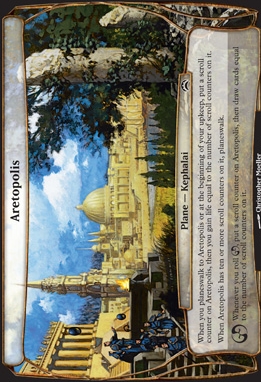 Aretopolis
Plane — Kephalai
When you planeswalk to Aretopolis or at the beginning of your upkeep, put a scroll
counter on Aretopolis, then you gain life equal to the number of scroll counters on it.
When Aretopolis has ten or more scroll counters on it, planeswalk.
Whenever you roll , put a scroll counter on Aretopolis, then draw cards equal
to the number of scroll counters on it.
Christopher Moeller